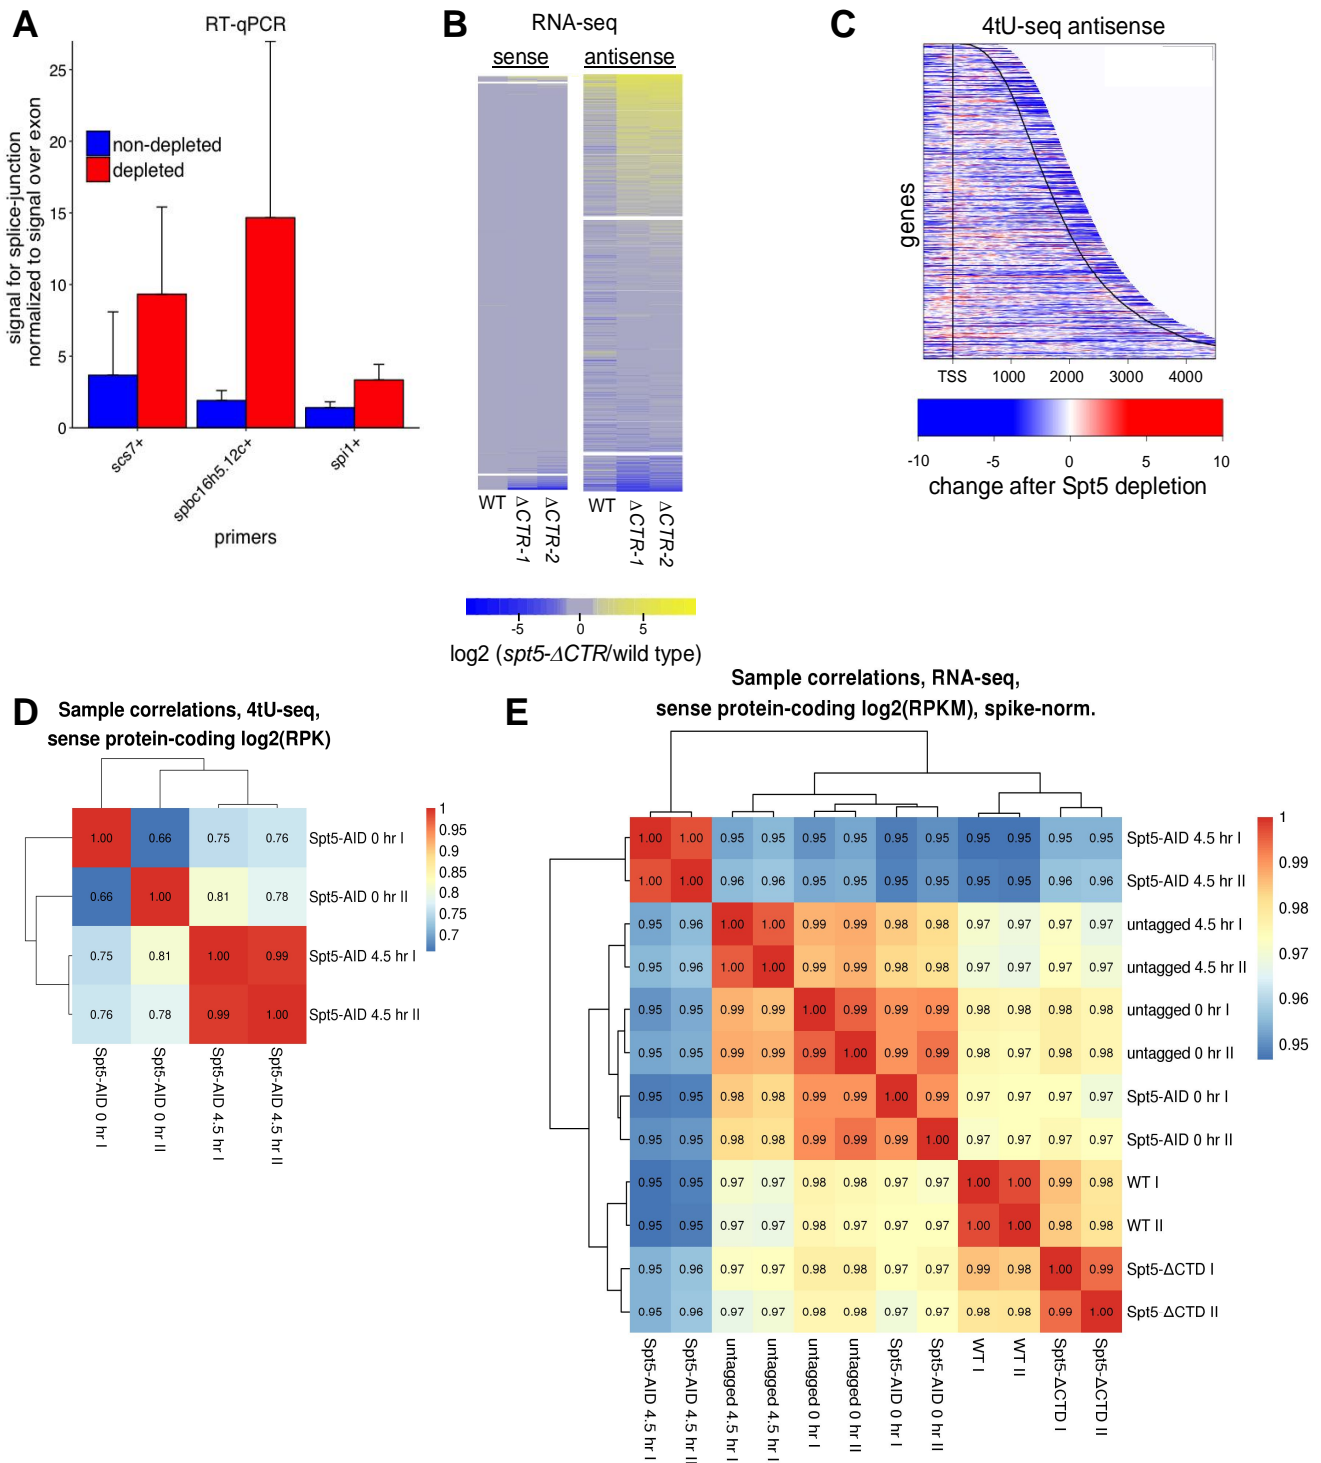 A
RT-qPCR
signal for splice-junction
normalized to signal over exon
25
20
15
10
5
0
non-depleted
depleted
scs7+
spbc16h5.12c+
spi1+
primers
B
RNA-seq
sense
antisense
WT
ΔCTR-1
ΔCTR-2
WT
ΔCTR-1
ΔCTR-2
-5 0 5
log2 (spt5-ΔCTR/wild type)
C
4tU-seq antisense
genes
TSS 1000 2000 3000 4000
-10 -5 0 5 10
change after Spt5 depletion
D
Sample correlations, 4tU-seq,
sense protein-coding log2(RPK)
1.00 0.66 0.75 0.76 Spt5-AID 0 hr I
0.66 1.00 0.81 0.78 Spt5-AID 0 hr II
0.75 0.81 1.00 0.99 Spt5-AID 4.5 hr I
0.76 0.78 0.99 1.00 Spt5-AID 4.5 hr II
Spt5-AID 0 hr I
Spt5-AID 0 hr II
Spt5-AID 4.5 hr I
Spt5-AID 4.5 hr II
1
0.95
0.9
0.85
0.8
0.75
0.7
E
Sample correlations, RNA-seq,
sense protein-coding log2(RPKM), spike-norm.
1.00 1.00 0.95 0.95 0.95 0.95 0.95 0.95 0.95 0.95 0.95 0.95 Spt5-AID 4.5 hr I
1.00 1.00 0.96 0.96 0.95 0.95 0.95 0.95 0.95 0.95 0.96 0.96 Spt5-AID 4.5 hr II
0.95 0.96 1.00 1.00 0.99 0.99 0.98 0.98 0.97 0.97 0.97 0.97 untagged 4.5 hr I
0.95 0.96 1.00 1.00 0.99 0.99 0.98 0.98 0.97 0.97 0.97 0.97 untagged 4.5 hr II
0.95 0.95 0.99 0.99 1.00 0.99 0.99 0.99 0.98 0.98 0.98 0.98 untagged 0 hr I
0.95 0.95 0.99 0.99 0.99 1.00 0.99 0.99 0.98 0.97 0.98 0.98 untagged 0 hr II
0.95 0.95 0.98 0.98 0.99 0.99 1.00 0.99 0.97 0.97 0.97 0.97 Spt5-AID 0 hr I
0.95 0.95 0.98 0.98 0.99 0.99 0.99 1.00 0.97 0.97 0.97 0.97 Spt5-AID 0 hr II
0.95 0.95 0.97 0.97 0.98 0.98 0.97 0.97 1.00 1.00 0.99 0.98 WT I
0.95 0.95 0.97 0.97 0.98 0.97 0.97 0.97 1.00 1.00 0.98 0.98 WT II
0.95 0.96 0.97 0.97 0.98 0.98 0.97 0.97 0.99 0.98 1.00 0.99 Spt5-ΔCTD I
0.95 0.96 0.97 0.97 0.98 0.98 0.97 0.97 0.98 0.98 0.99 1.00 Spt5 ΔCTD II
Spt5-AID 4.5 hr I
Spt5-AID 4.5 hr II
untagged 4.5 hr I
untagged 4.5 hr I
untagged 0 hr I
untagged 0 hr II
Spt5-AID 0 hr I
Spt5-AID 0 hr II
WT I
WT II
Spt5-ΔCTD I
Spt5-ΔCTD II
1
0.99
0.98
0.97
0.96
0.95